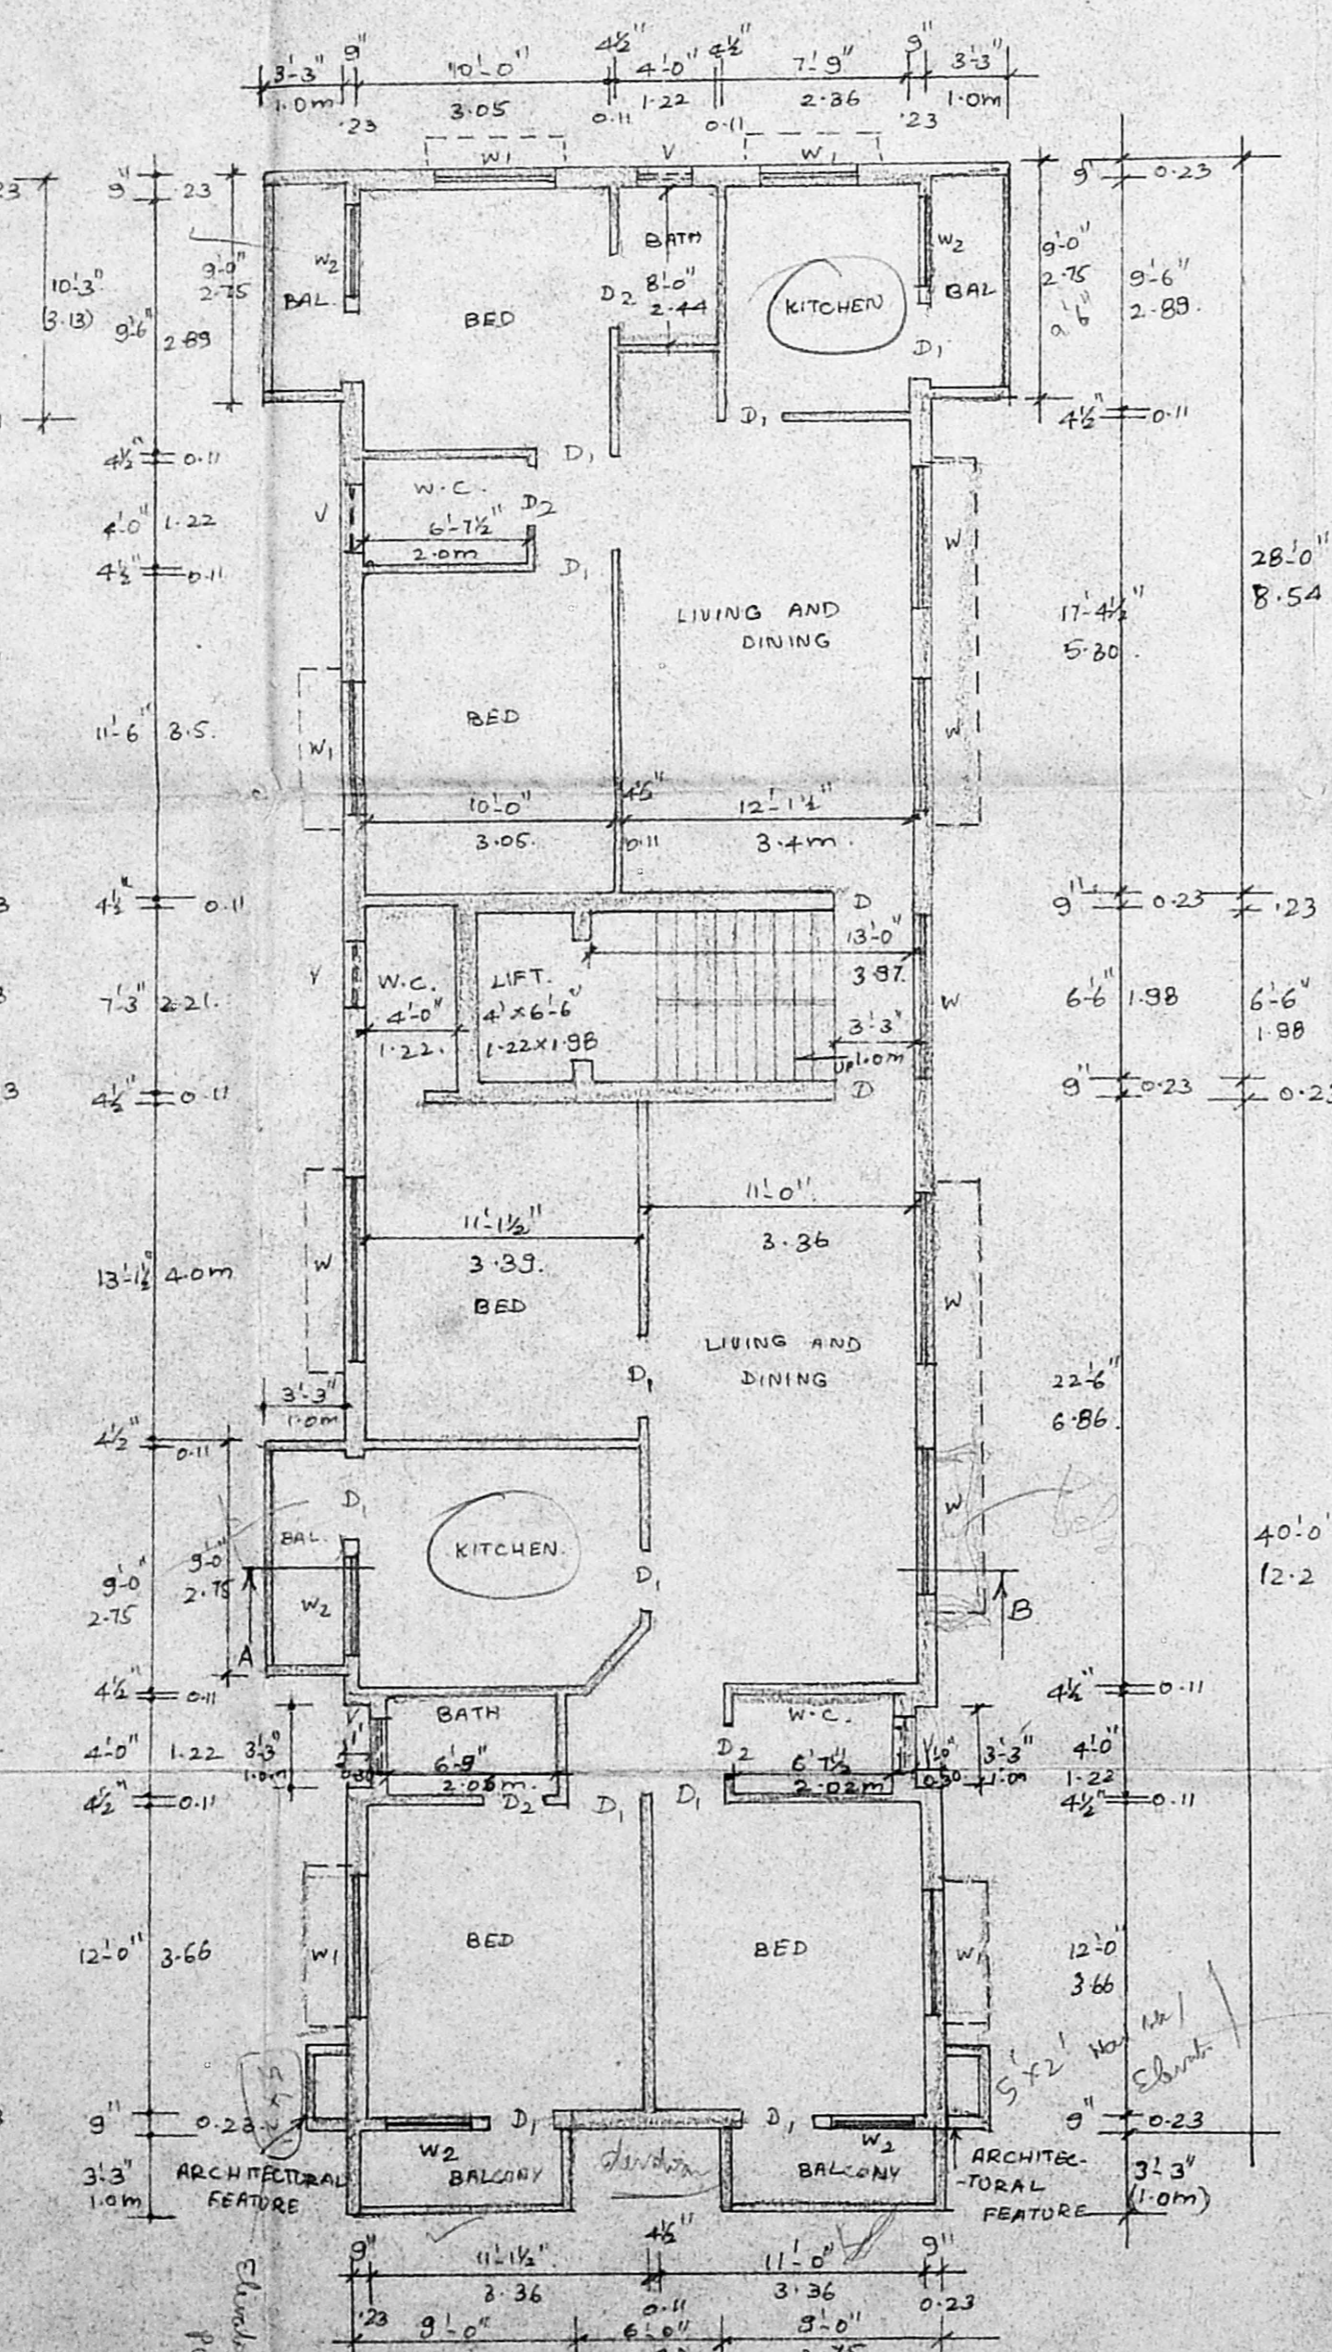 9" 4½" 4½" 9"
3'-3" 10'-0" 4'-0" 7'-9" 3'-3"
1.0m 3.05 1.22 2.36 1.0m
.23 0.11 0.11 .23
W1 V W1
9" .23
9" 0.23
10'-3"
(3.13)
9'-0"
2.75
9'-6" 2.89
W2
BAL.
BED
BATH
8'-0"
2.44
D2
KITCHEN
W2
BAL
D1
9'-0"
2.75
9'-6"
9'-6"
2.89.
D1
4½" 0.11
4½" 0.11
D1
W.C.
D2
6'-7½"
2.0m
V
4'-0" 1.22
4½" 0.11
D1
W
LIVING AND
DINING
17'-4½"
5.30.
28'-0"
8.54
11'-6" 3.5.
W1
BED
W
10'-0" 4½" 12'-1½"
3.05. 0.11 3.4m.
4½" 0.11
D
9" 0.23 .23
13'-0"
3.97.
V
7'-3" 2.21.
W.C.
4'-0"
1.22.
LIFT.
4'x6'-6"
1.22x1.98
W
3'-3"
1.0m
UP
6'-6" 1.98
6'-6"
1.98
4½" 0.11
D
9" 0.23
11'-0"
3.36
11'-1½"
3.39.
BED
W
13'-1½" 4.0m
W
LIVING AND
DINING
D1
22'-6"
6.86.
3'-3"
1.0m
4½" 0.11
D1
BAL.
W2
9'-0"
2.75
9'-0"
2.75
KITCHEN
D1
W
A
B
40'-0"
12.2
4½" 0.11
4½" 0.11
BATH
6'-9"
W.C.
D2
6'-7½"
2.02m
4'-0" 1.22
3'-3"
1.0m
V
3'-3"
1.0m
4'-0"
1.22
4½" 0.11
D2 D1 D1
4½" 0.11
BED
BED
W1
W1
12'-0" 3.66
12'-0"
3.66
5'x2'
9" 0.23
D1 D1
9" 0.23
W2
BALCONY
W2
BALCONY
3'-3"
1.0m
ARCHITECTURAL
FEATURE
ARCHITEC-
-TURAL
FEATURE
3'-3"
(1.0m)
9" 11'-1½" 4½" 11'-0" 9"
.23 3.36 0.11 3.36 0.23
9'-0" 6'-0" 9'-0"